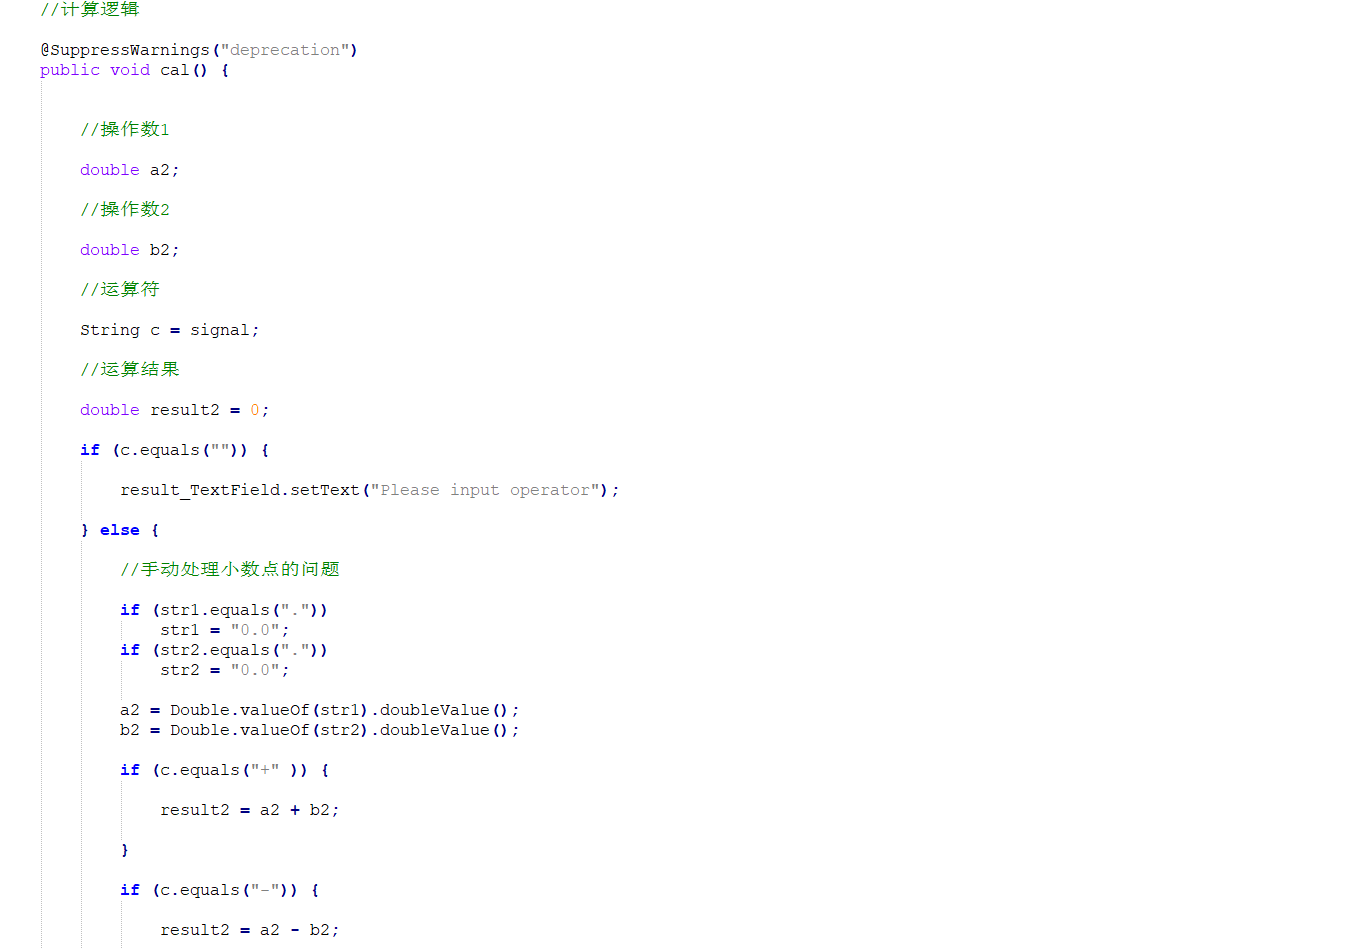 //计算逻辑
@SuppressWarnings("deprecation")
public void cal() {
//操作数1
double a2;
//操作数2
double b2;
//运算符
String c = signal;
//运算结果
double result2 = 0;
if (c.equals("")) {
result_TextField.setText("Please input operator");
} else {
//手动处理小数点的问题
if (str1.equals("."))
str1 = "0.0";
if (str2.equals("."))
str2 = "0.0";
a2 = Double.valueOf(str1).doubleValue();
b2 = Double.valueOf(str2).doubleValue();
if (c.equals("+" )) {
result2 = a2 + b2;
}
if (c.equals("-")) {
result2 = a2 - b2;